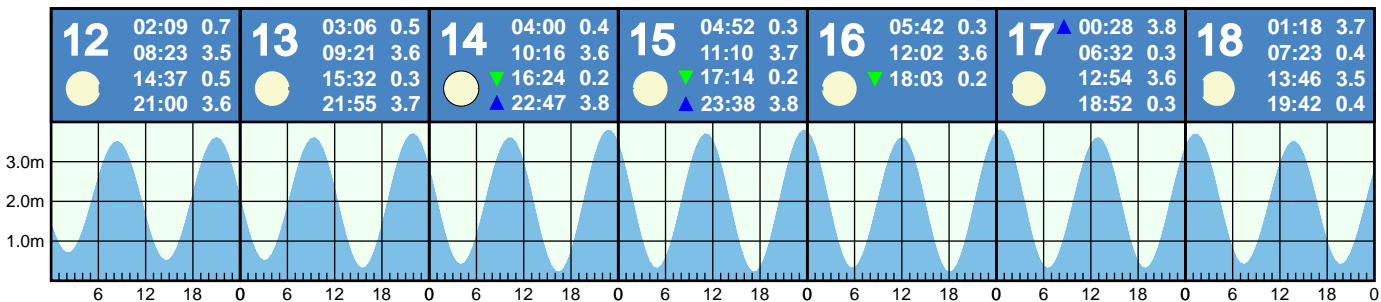 12 02:09 0.7
08:23 3.5
14:37 0.5
21:00 3.6
13 03:06 0.5
09:21 3.6
15:32 0.3
21:55 3.7
14 04:00 0.4
10:16 3.6
▼ 16:24 0.2
▲ 22:47 3.8
15 04:52 0.3
11:10 3.7
▼ 17:14 0.2
▲ 23:38 3.8
16 05:42 0.3
12:02 3.6
▼ 18:03 0.2
17 ▲ 00:28 3.8
06:32 0.3
12:54 3.6
18:52 0.3
18 01:18 3.7
07:23 0.4
13:46 3.5
19:42 0.4
3.0m
2.0m
1.0m
6 12 18 0 6 12 18 0 6 12 18 0 6 12 18 0 6 12 18 0 6 12 18 0 6 12 18 0